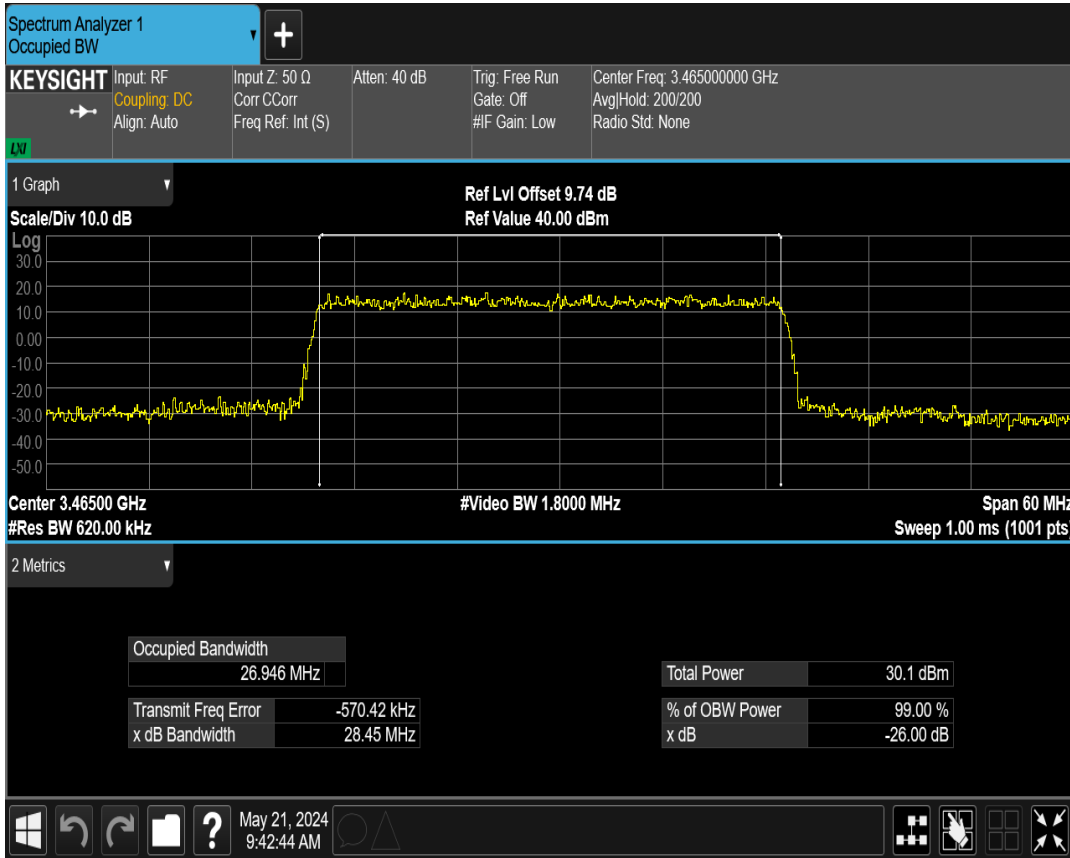 Spectrum Analyzer 1
Occupied BW
+
KEYSIGHT
LXI
Input: RF
Coupling: DC
Align: Auto
Input Z: 50 Ω
Corr CCorr
Freq Ref: Int (S)
Atten: 40 dB
Trig: Free Run
Gate: Off
#IF Gain: Low
Center Freq: 3.465000000 GHz
Avg|Hold: 200/200
Radio Std: None
1 Graph
Scale/Div 10.0 dB
Ref Lvl Offset 9.74 dB
Ref Value 40.00 dBm
Log
30.0
20.0
10.0
0.00
-10.0
-20.0
-30.0
-40.0
-50.0
Center 3.46500 GHz
#Video BW 1.8000 MHz
Span 60 MHz
#Res BW 620.00 kHz
Sweep 1.00 ms (1001 pts)
2 Metrics
Occupied Bandwidth
26.946 MHz
Total Power 30.1 dBm
Transmit Freq Error -570.42 kHz
% of OBW Power 99.00 %
x dB Bandwidth 28.45 MHz
x dB -26.00 dB
?
May 21, 2024
9:42:44 AM